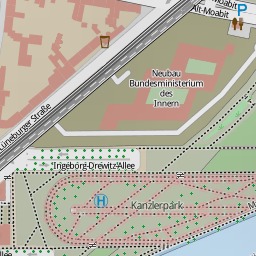 P
Alt-Moabit
Neubau
Bundesministerium
des
Innern
Lüneburger Straße
Ingeborg-Drewitz-Allee
H
Kanzlerpark